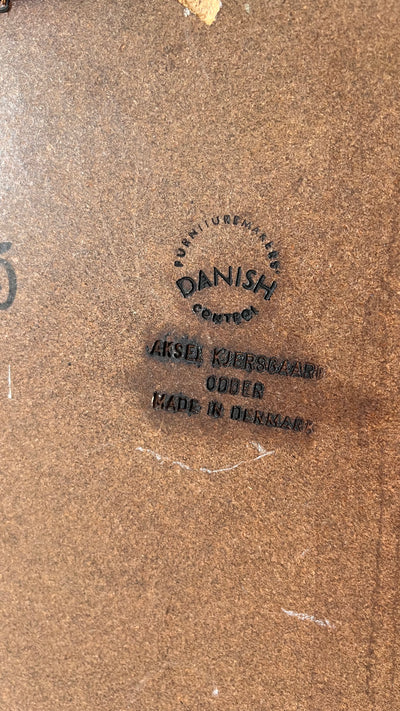 FURNITUREMAKERS'
DANISH
CONTROL
AKSEL KJERSGAARD
ODDER
MADE IN DENMARK